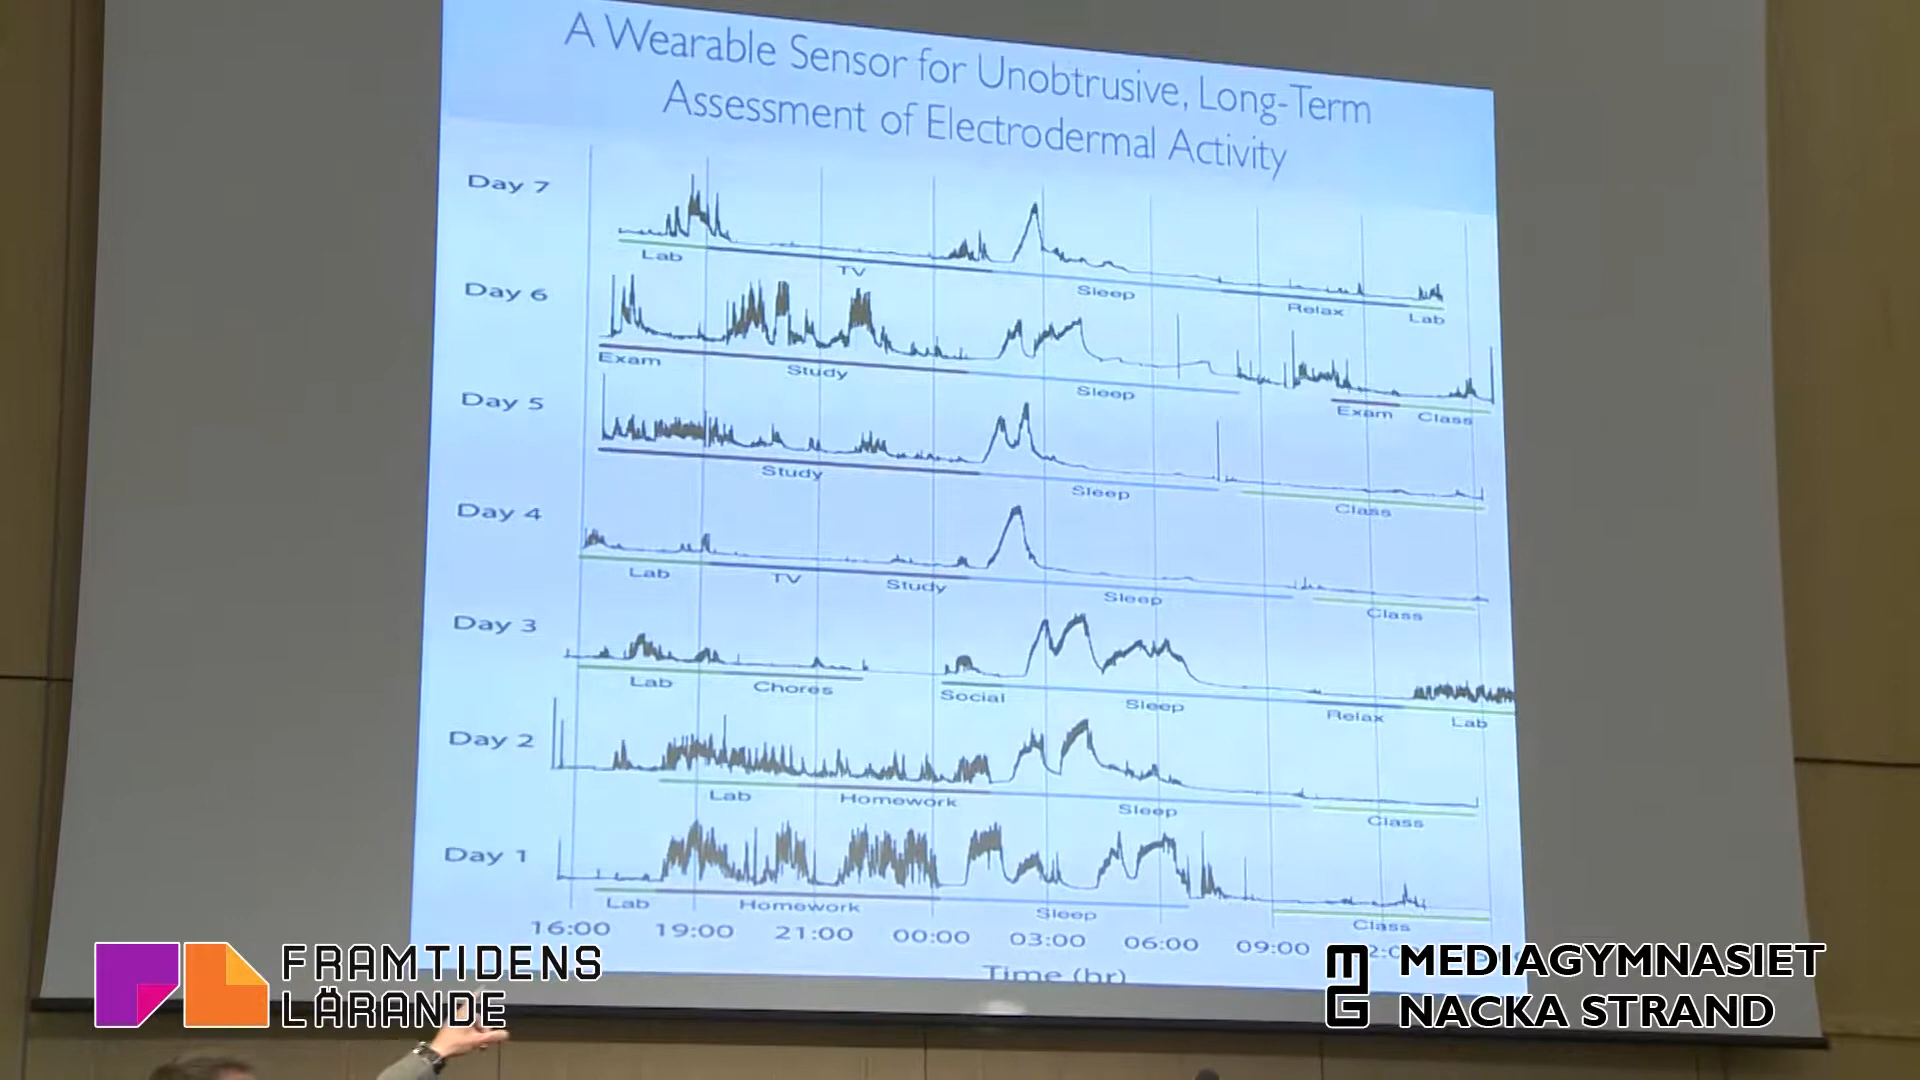 A Wearable Sensor for Unobtrusive, Long-Term
Assessment of Electrodermal Activity
Day 7
Lab
TV
Sleep
Relax
Lab
Day 6
Exam
Study
Sleep
Exam
Class
Day 5
Study
Sleep
Class
Day 4
Lab
TV
Study
Sleep
Class
Day 3
Lab
Chores
Social
Sleep
Relax
Lab
Day 2
Lab
Homework
Sleep
Class
Day 1
Lab
Homework
Sleep
Class
16:00 19:00 21:00 00:00 03:00 06:00 09:00
Time (hr)
FRAMTIDENS
LÄRANDE
MG
MEDIAGYMNASIET
NACKA STRAND